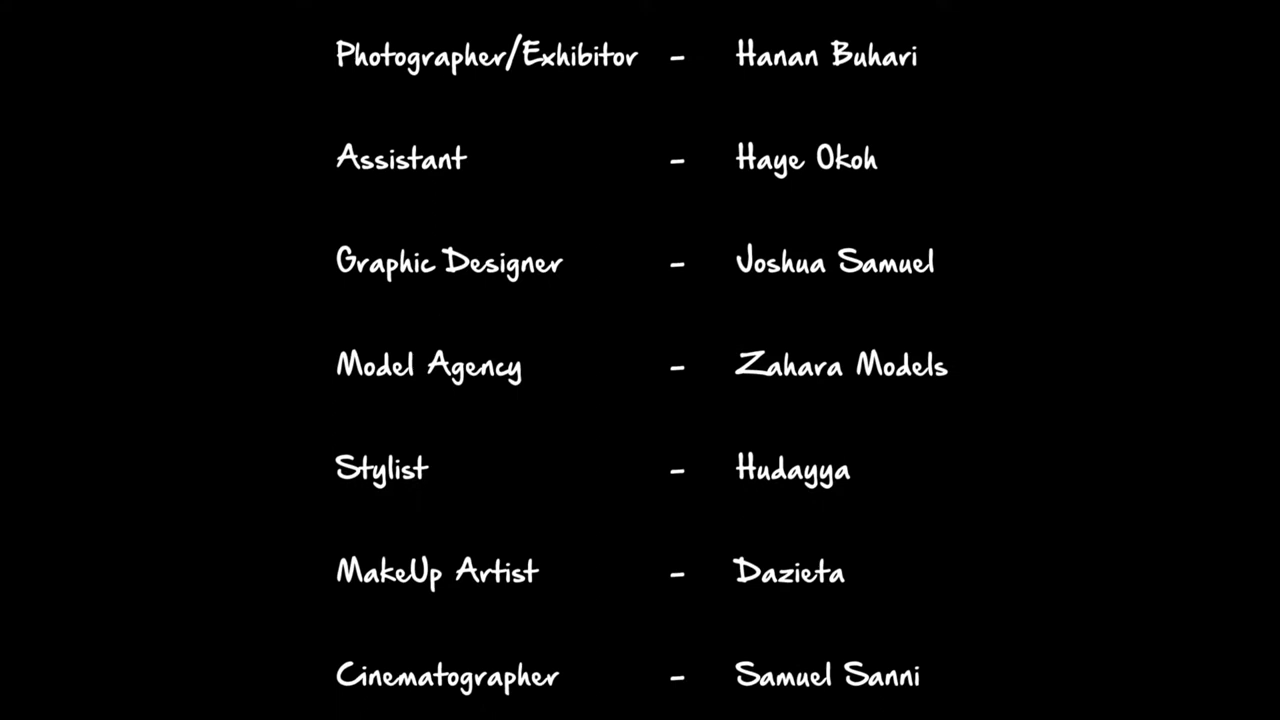 Photographer/Exhibitor - Hanan Buhari
Assistant - Haye Okoh
Graphic Designer - Joshua Samuel
Model Agency - Zahara Models
Stylist - Hudayya
MakeUp Artist - Dazieta
Cinematographer - Samuel Sanni